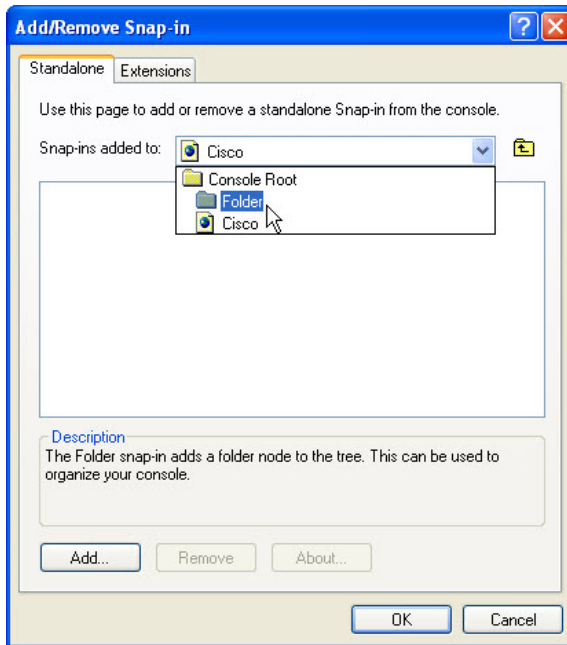 Add/Remove Snap-in
Standalone
Extensions
Use this page to add or remove a standalone Snap-in from the console.
Snap-ins added to:
Cisco
Console Root
Folder
Cisco
Description
The Folder snap-in adds a folder node to the tree. This can be used to
organize your console.
Add...
Remove
About...
OK
Cancel